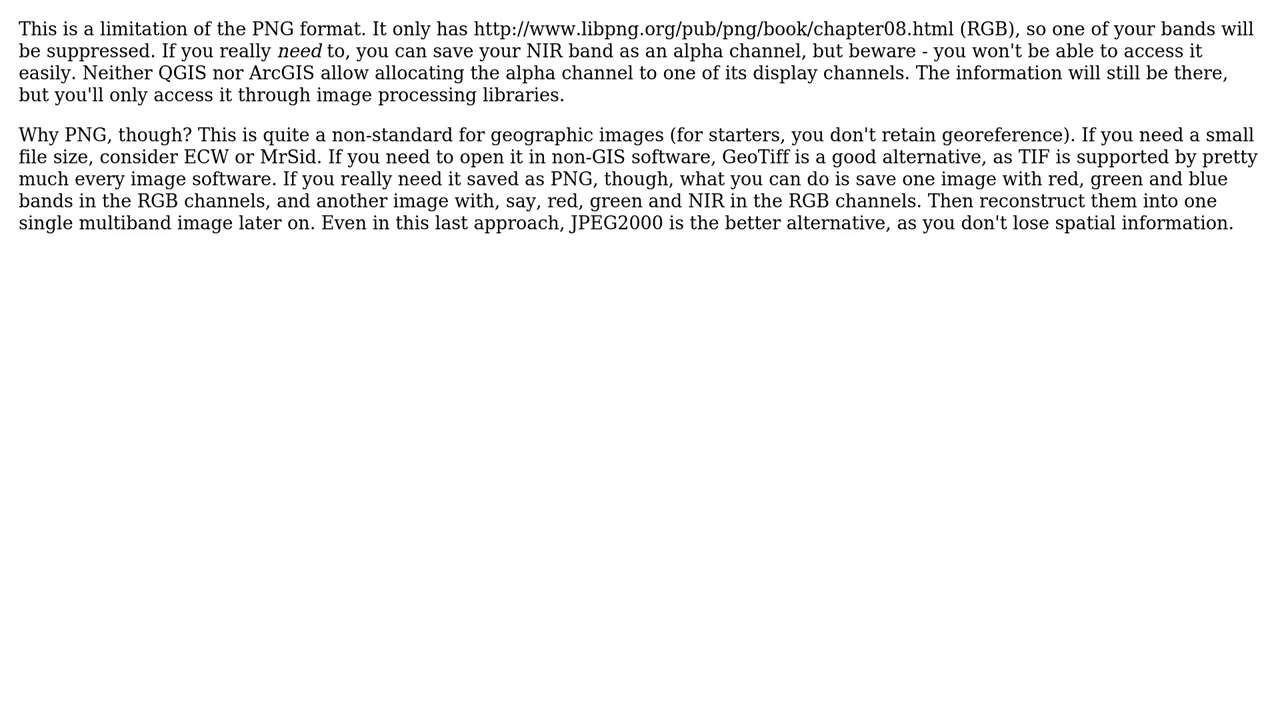 This is a limitation of the PNG format. It only has http://www.libpng.org/pub/png/book/chapter08.html (RGB), so one of your bands will
be suppressed. If you really need to, you can save your NIR band as an alpha channel, but beware - you won't be able to access it
easily. Neither QGIS nor ArcGIS allow allocating the alpha channel to one of its display channels. The information will still be there,
but you'll only access it through image processing libraries.
Why PNG, though? This is quite a non-standard for geographic images (for starters, you don't retain georeference). If you need a small
file size, consider ECW or MrSid. If you need to open it in non-GIS software, GeoTiff is a good alternative, as TIF is supported by pretty
much every image software. If you really need it saved as PNG, though, what you can do is save one image with red, green and blue
bands in the RGB channels, and another image with, say, red, green and NIR in the RGB channels. Then reconstruct them into one
single multiband image later on. Even in this last approach, JPEG2000 is the better alternative, as you don't lose spatial information.